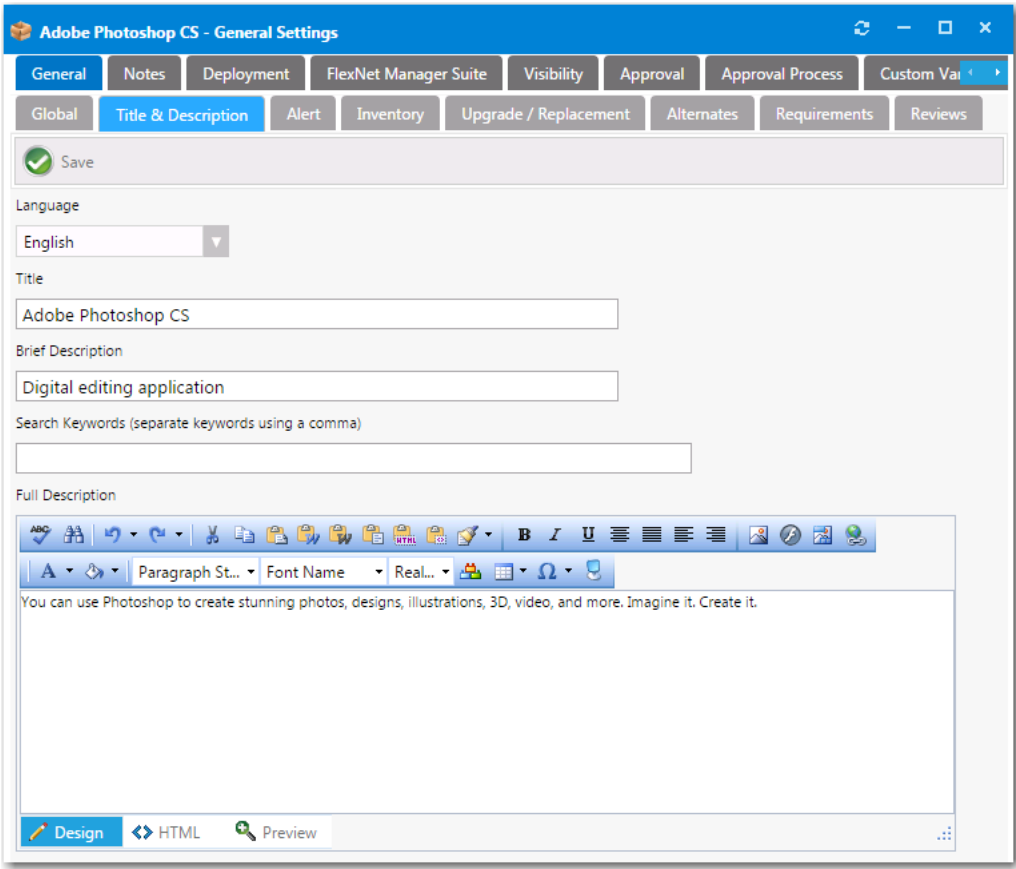 Adobe Photoshop CS - General Settings
General Notes Deployment FlexNet Manager Suite Visibility Approval Approval Process Custom Var
Global Title & Description Alert Inventory Upgrade / Replacement Alternates Requirements Reviews
Save
Language
English
Title
Adobe Photoshop CS
Brief Description
Digital editing application
Search Keywords (separate keywords using a comma)
Full Description
ABC HTML B I U
A Paragraph St... Font Name Real... Ω
You can use Photoshop to create stunning photos, designs, illustrations, 3D, video, and more. Imagine it. Create it.
Design HTML Preview